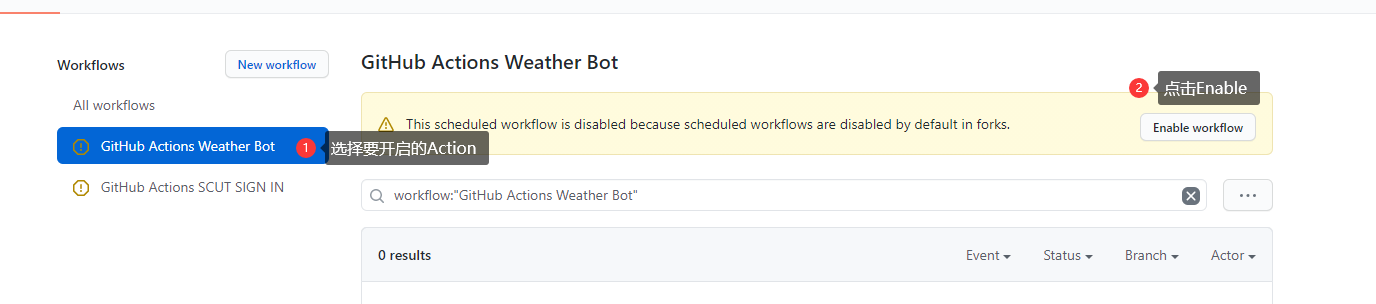 Workflows
New workflow
All workflows
GitHub Actions Weather Bot
1 选择要开启的Action
GitHub Actions SCUT SIGN IN
GitHub Actions Weather Bot
2 点击Enable
This scheduled workflow is disabled because scheduled workflows are disabled by default in forks.
Enable workflow
workflow:"GitHub Actions Weather Bot"
0 results
Event Status Branch Actor